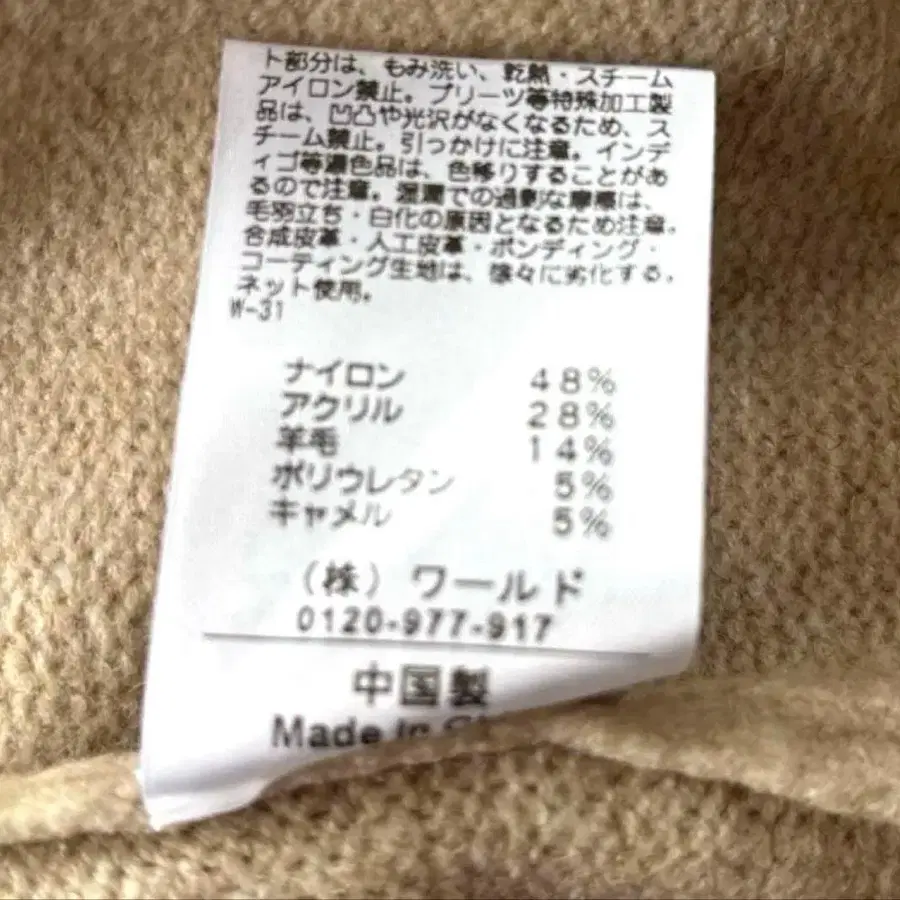 ト部分は、もみ洗い、乾熱・スチーム
アイロン禁止。プリーツ等特殊加工製
品は、凹凸や光沢がなくなるため、ス
チーム禁止。引っかけに注意。インデ
ィゴ等濃色品は、色移りすることがあ
るので注意。湿潤での過剰な摩擦は、
毛羽立ち・白化の原因となるため注意。
合成皮革・人工皮革・ボンディング・
コーティング生地は、徐々に劣化する。
ネット使用。
W-31
ナイロン 48%
アクリル 28%
羊毛 14%
ポリウレタン 5%
キャメル 5%
（株）ワールド
0120-977-917
中国製
Made in